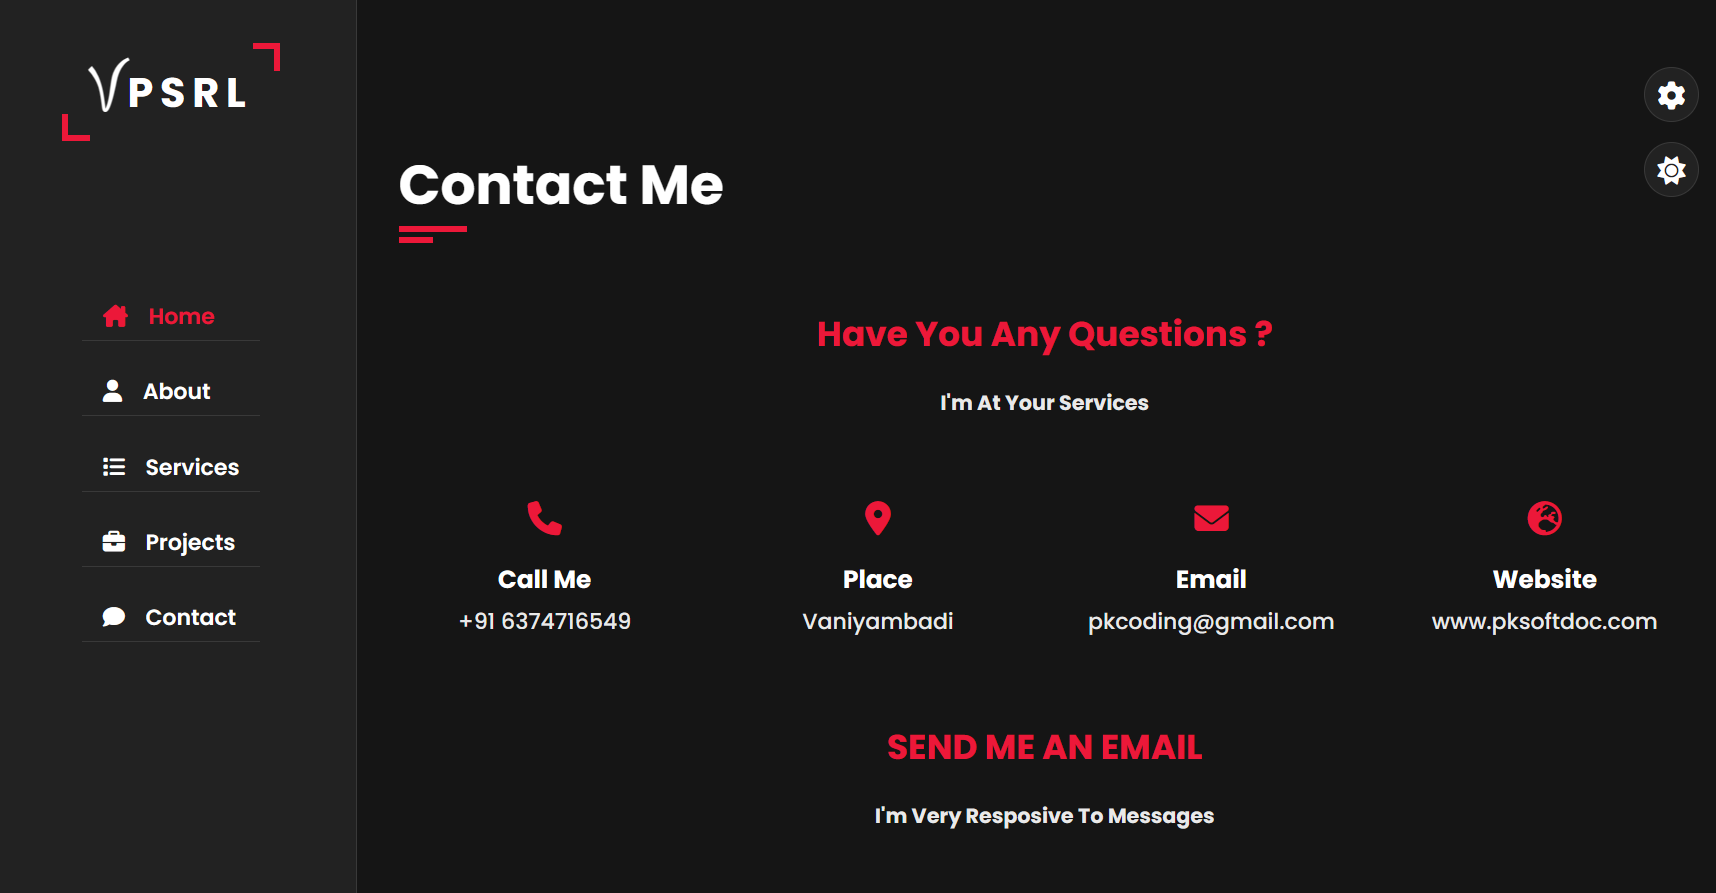 VPSRL
Home
About
Services
Projects
Contact
Contact Me
Have You Any Questions ?
I'm At Your Services
Call Me
+91 6374716549
Place
Vaniyambadi
Email
pkcoding@gmail.com
Website
www.pksoftdoc.com
SEND ME AN EMAIL
I'm Very Resposive To Messages